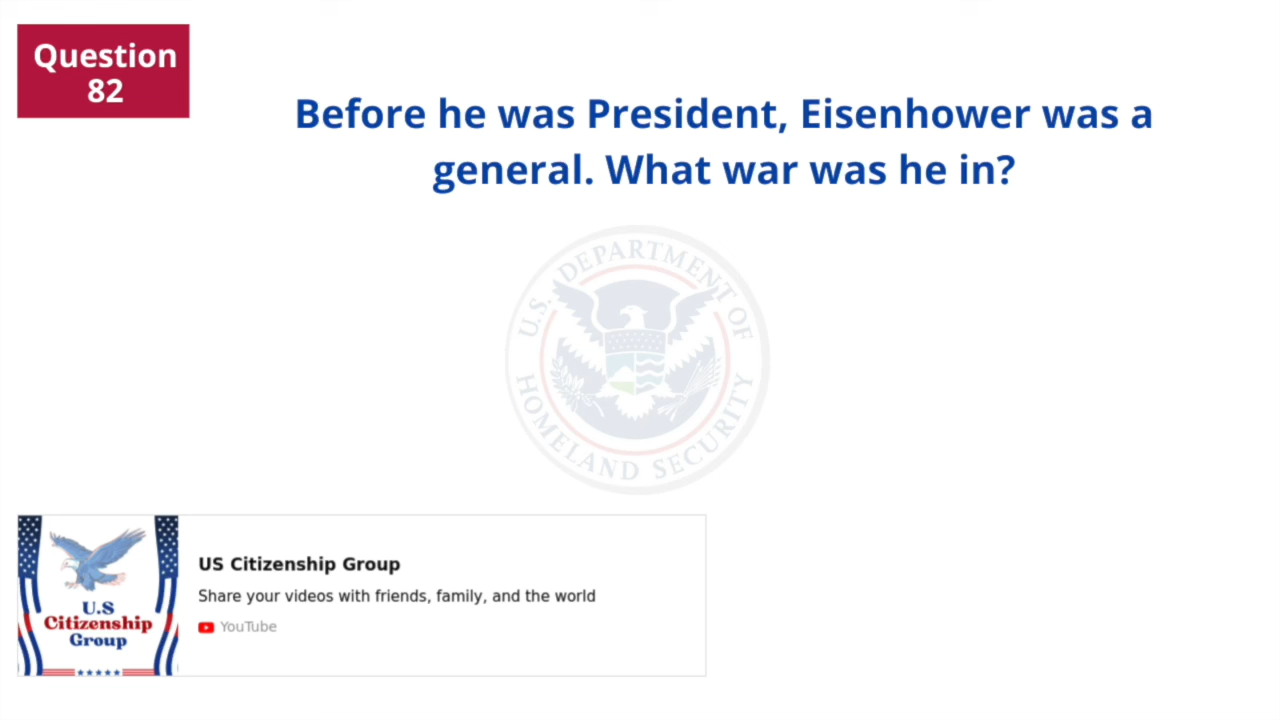 Question
82
Before he was President, Eisenhower was a
general. What war was he in?
U.S. DEPARTMENT OF
HOMELAND SECURITY
U.S
Citizenship
Group
US Citizenship Group
Share your videos with friends, family, and the world
YouTube